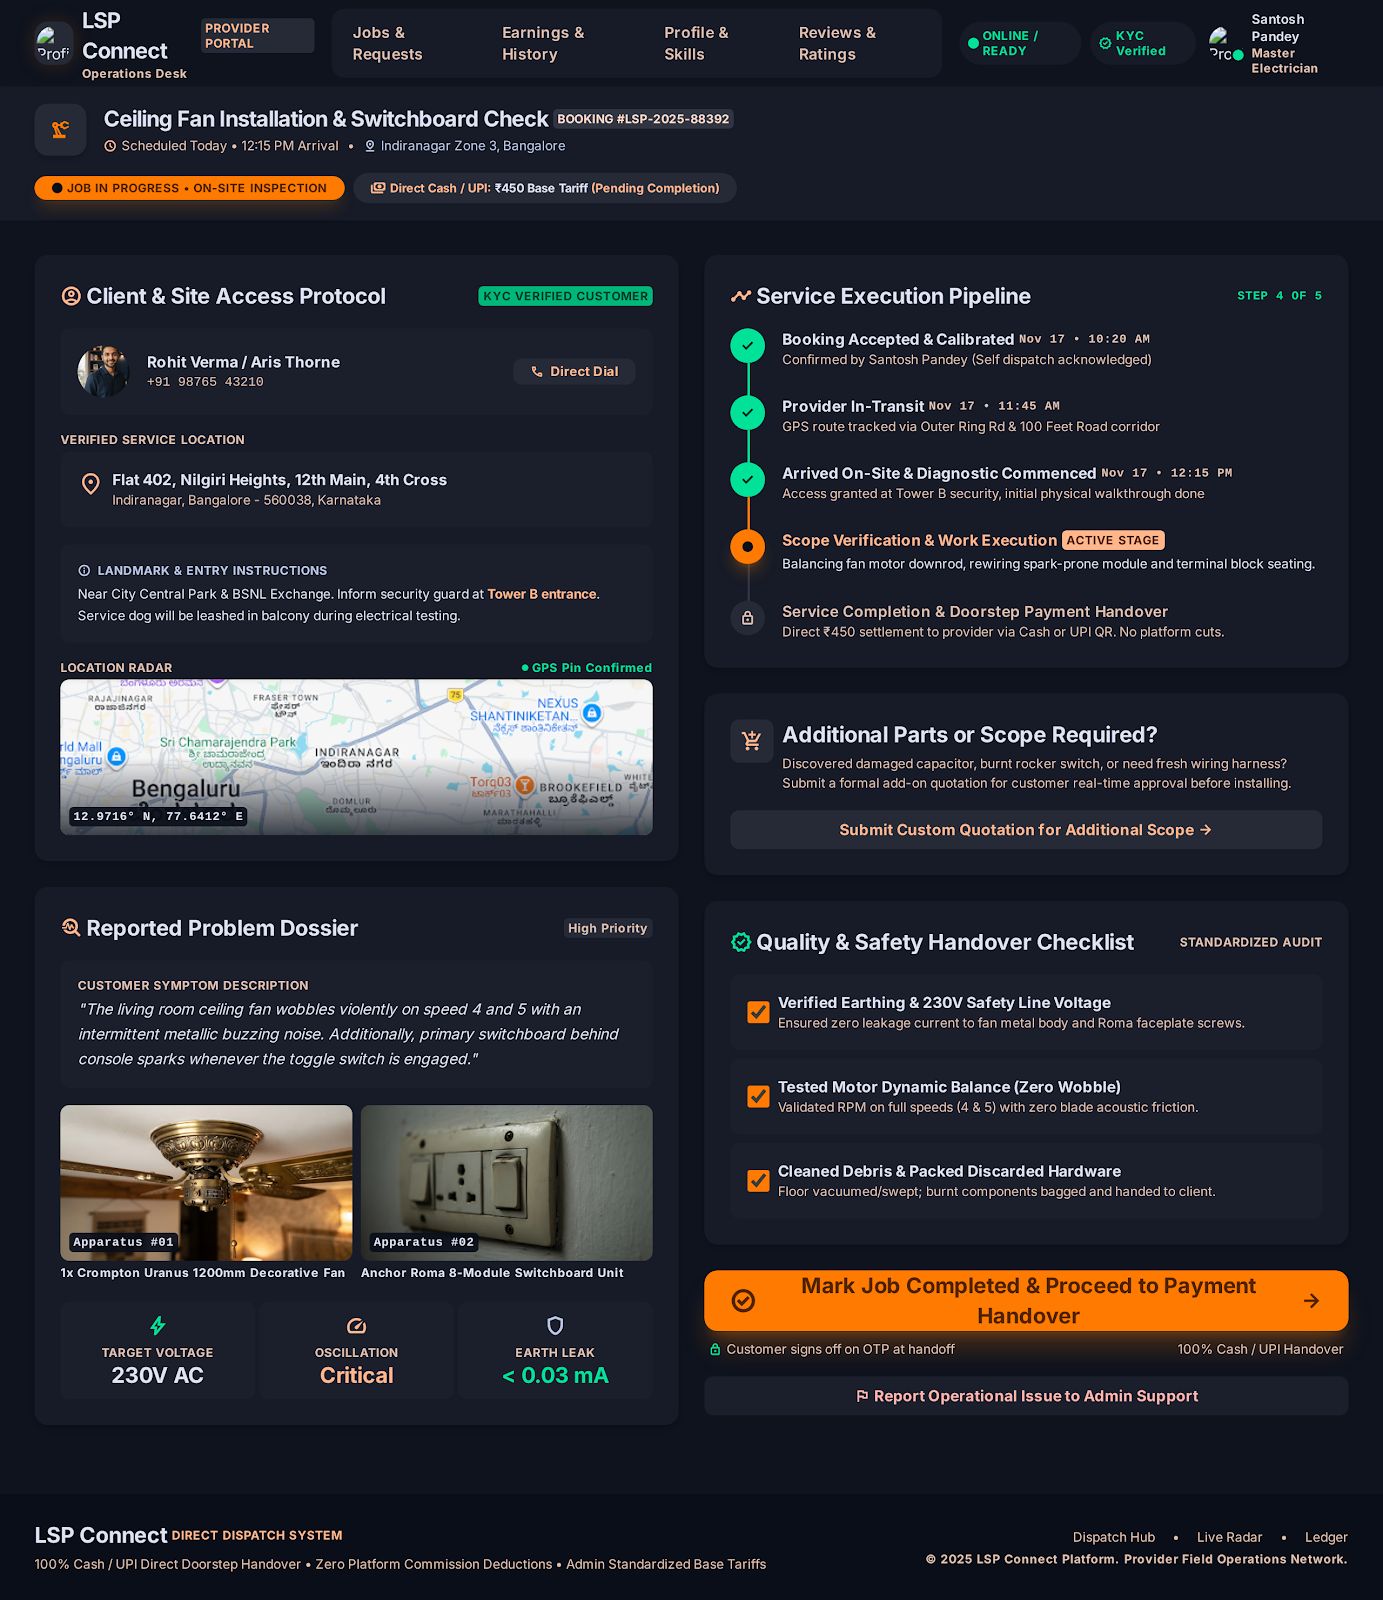 Profi
LSP
Connect
Operations Desk
PROVIDER
PORTAL
Jobs &
Requests
Earnings &
History
Profile &
Skills
Reviews &
Ratings
ONLINE /
READY
KYC
Verified
Pro
Santosh
Pandey
Master
Electrician
Ceiling Fan Installation & Switchboard Check BOOKING #LSP-2025-88392
Scheduled Today • 12:15 PM Arrival • Indiranagar Zone 3, Bangalore
JOB IN PROGRESS • ON-SITE INSPECTION
Direct Cash / UPI: ₹450 Base Tariff (Pending Completion)
Client & Site Access Protocol
KYC VERIFIED CUSTOMER
Rohit Verma / Aris Thorne
+91 98765 43210
Direct Dial
VERIFIED SERVICE LOCATION
Flat 402, Nilgiri Heights, 12th Main, 4th Cross
Indiranagar, Bangalore - 560038, Karnataka
LANDMARK & ENTRY INSTRUCTIONS
Near City Central Park & BSNL Exchange. Inform security guard at Tower B entrance.
Service dog will be leashed in balcony during electrical testing.
LOCATION RADAR
GPS Pin Confirmed
RAJAJINAGAR
ರಾಜಾಜಿನಗರ
FRASER TOWN
ಫ್ರೇಸರ್
ಟೌನ್
75
NEXUS
SHANTINIKETAN...
ನೆಕ್ಸಸ್ ಶಾಂತಿನಿಕೇತನ್
rld Mall
ngaluru
ಮಾಲ್
Sri Chamarajendra Park
ಶ್ರೀ ಚಾಮರಾಜೇಂದ್ರ
ಉದ್ಯಾನವನ
INDIRANAGAR
ಇಂದಿರಾ ನಗರ
Bengaluru
DOMLUR
ದೊಮ್ಮಲೂರು
Torq03
ಟಾರ್ಕ್03
BROOKEFIELD
ಬ್ರೂಕ್‌ಫೀಲ್ಡ್
WHITE
MARATHAHALLI
ಮಾರತಹಳ್ಳಿ
12.9716° N, 77.6412° E
Reported Problem Dossier
High Priority
CUSTOMER SYMPTOM DESCRIPTION
"The living room ceiling fan wobbles violently on speed 4 and 5 with an
intermittent metallic buzzing noise. Additionally, primary switchboard behind
console sparks whenever the toggle switch is engaged."
Apparatus #01
Apparatus #02
1x Crompton Uranus 1200mm Decorative Fan
Anchor Roma 8-Module Switchboard Unit
TARGET VOLTAGE
230V AC
OSCILLATION
Critical
EARTH LEAK
< 0.03 mA
Service Execution Pipeline
STEP 4 OF 5
Booking Accepted & Calibrated Nov 17 • 10:20 AM
Confirmed by Santosh Pandey (Self dispatch acknowledged)
Provider In-Transit Nov 17 • 11:45 AM
GPS route tracked via Outer Ring Rd & 100 Feet Road corridor
Arrived On-Site & Diagnostic Commenced Nov 17 • 12:15 PM
Access granted at Tower B security, initial physical walkthrough done
Scope Verification & Work Execution ACTIVE STAGE
Balancing fan motor downrod, rewiring spark-prone module and terminal block seating.
Service Completion & Doorstep Payment Handover
Direct ₹450 settlement to provider via Cash or UPI QR. No platform cuts.
Additional Parts or Scope Required?
Discovered damaged capacitor, burnt rocker switch, or need fresh wiring harness?
Submit a formal add-on quotation for customer real-time approval before installing.
Submit Custom Quotation for Additional Scope →
Quality & Safety Handover Checklist
STANDARDIZED AUDIT
Verified Earthing & 230V Safety Line Voltage
Ensured zero leakage current to fan metal body and Roma faceplate screws.
Tested Motor Dynamic Balance (Zero Wobble)
Validated RPM on full speeds (4 & 5) with zero blade acoustic friction.
Cleaned Debris & Packed Discarded Hardware
Floor vacuumed/swept; burnt components bagged and handed to client.
Mark Job Completed & Proceed to Payment
Handover
Customer signs off on OTP at handoff
100% Cash / UPI Handover
Report Operational Issue to Admin Support
LSP Connect DIRECT DISPATCH SYSTEM
100% Cash / UPI Direct Doorstep Handover • Zero Platform Commission Deductions • Admin Standardized Base Tariffs
Dispatch Hub • Live Radar • Ledger
© 2025 LSP Connect Platform. Provider Field Operations Network.